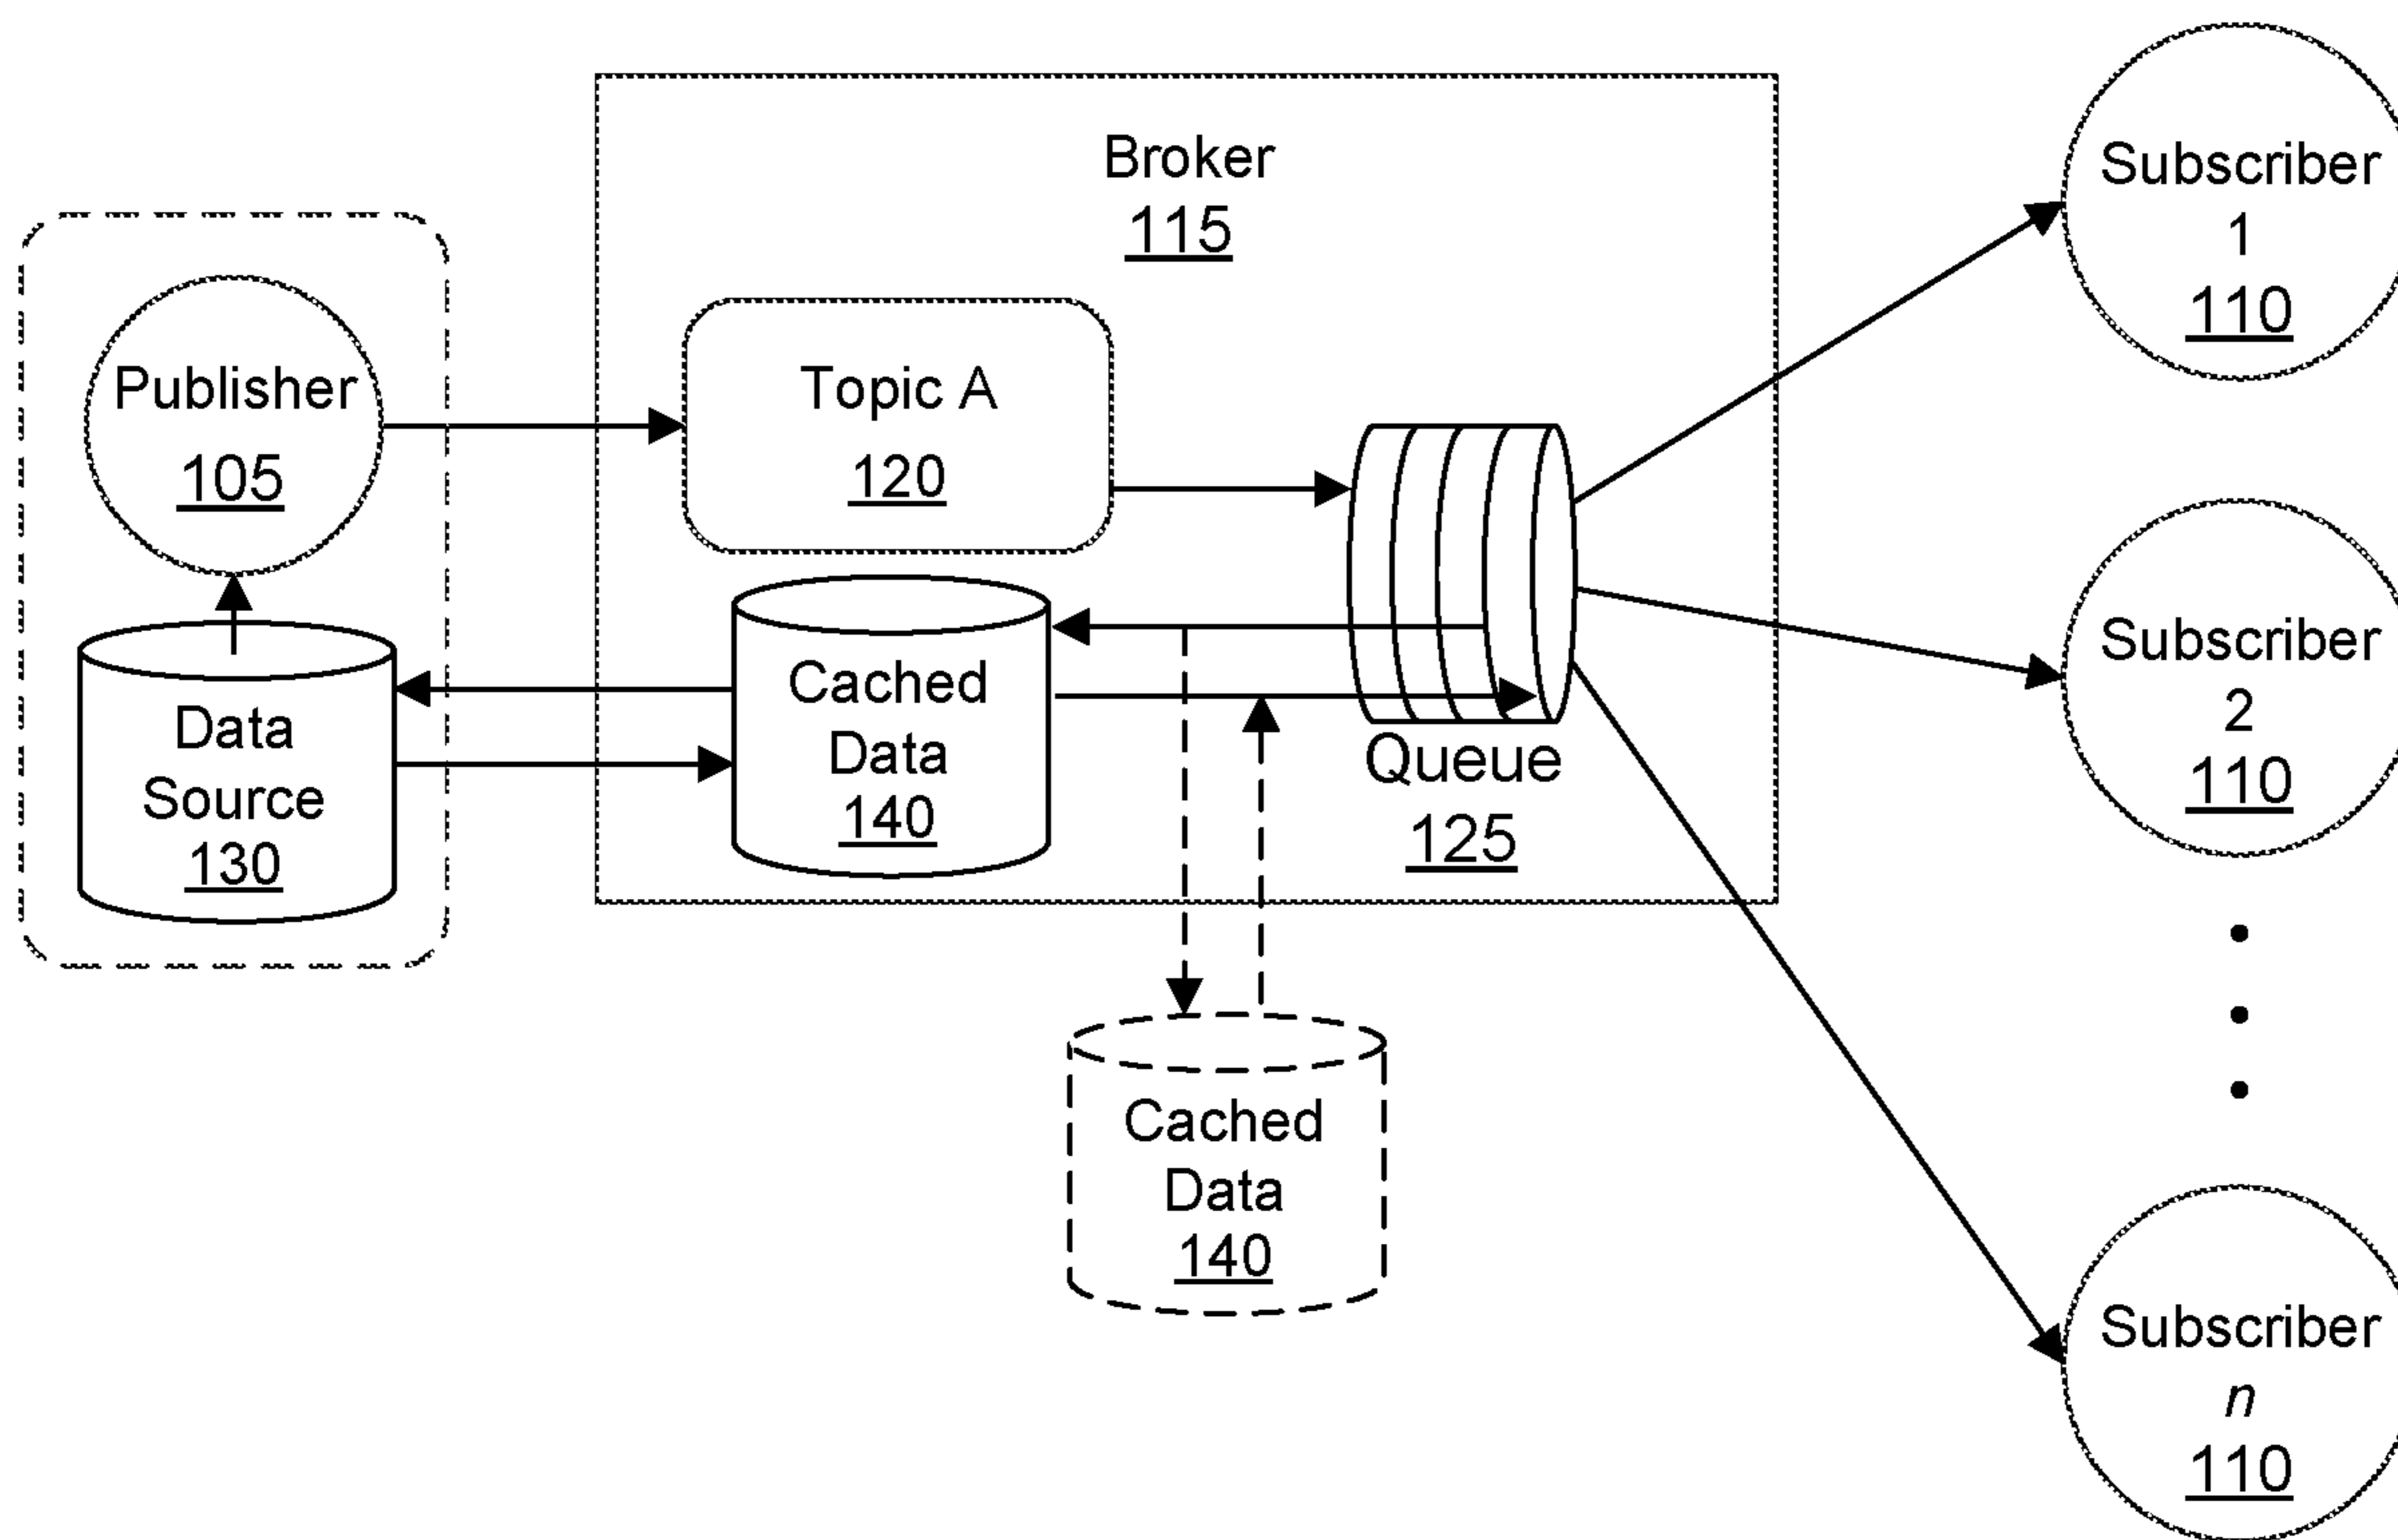 Broker
115
Publisher
105
Topic A
120
Data
Source
130
Cached
Data
140
Queue
125
Cached
Data
140
Subscriber
1
110
Subscriber
2
110
Subscriber
n
110